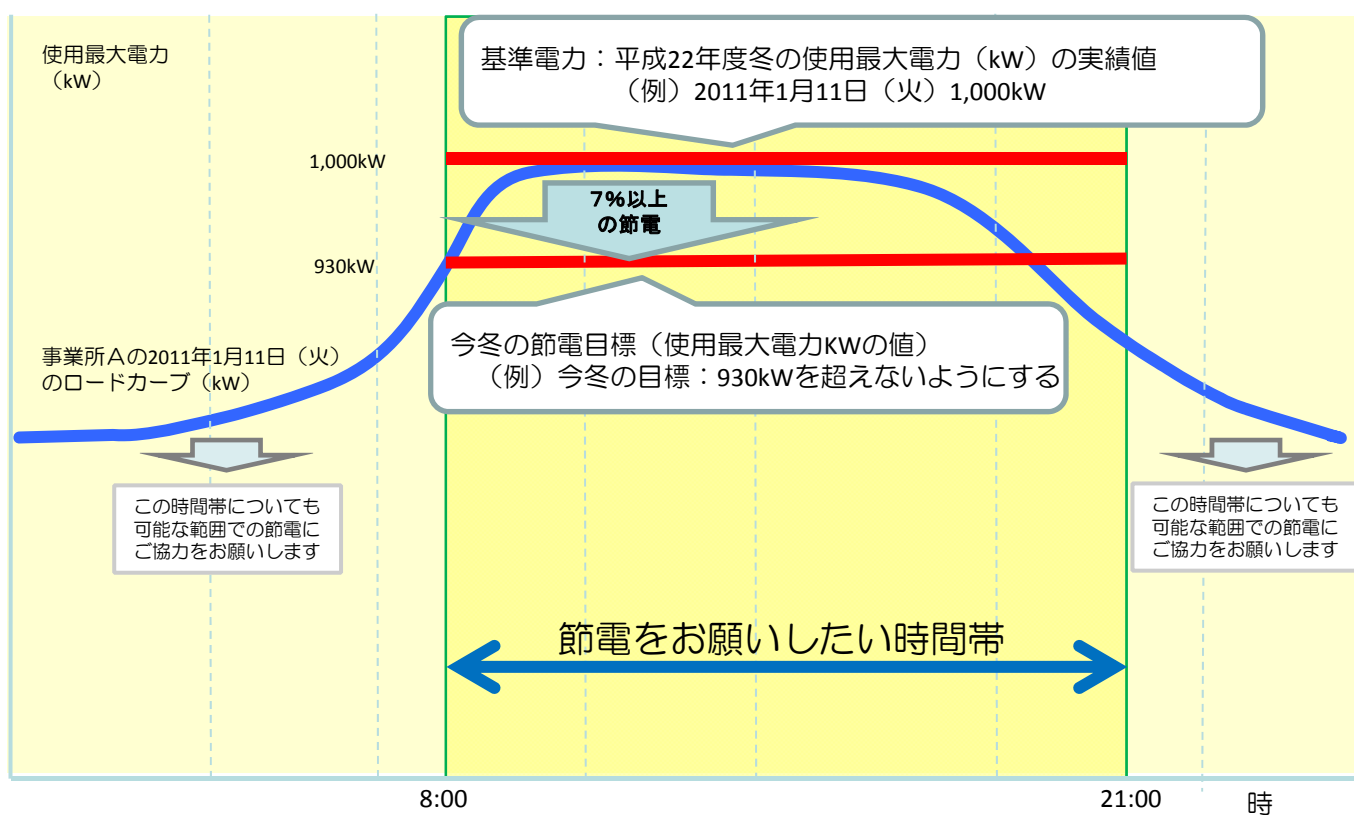 使用最大電力
（kW）
基準電力：平成22年度冬の使用最大電力（kW）の実績値
（例）2011年1月11日（火）1,000kW
1,000kW
7%以上
の節電
930kW
今冬の節電目標（使用最大電力KWの値）
（例）今冬の目標：930kWを超えないようにする
事業所Aの2011年1月11日（火）
のロードカーブ（kW）
この時間帯についても
可能な範囲での節電に
ご協力をお願いします
この時間帯についても
可能な範囲での節電に
ご協力をお願いします
節電をお願いしたい時間帯
8:00
21:00
時